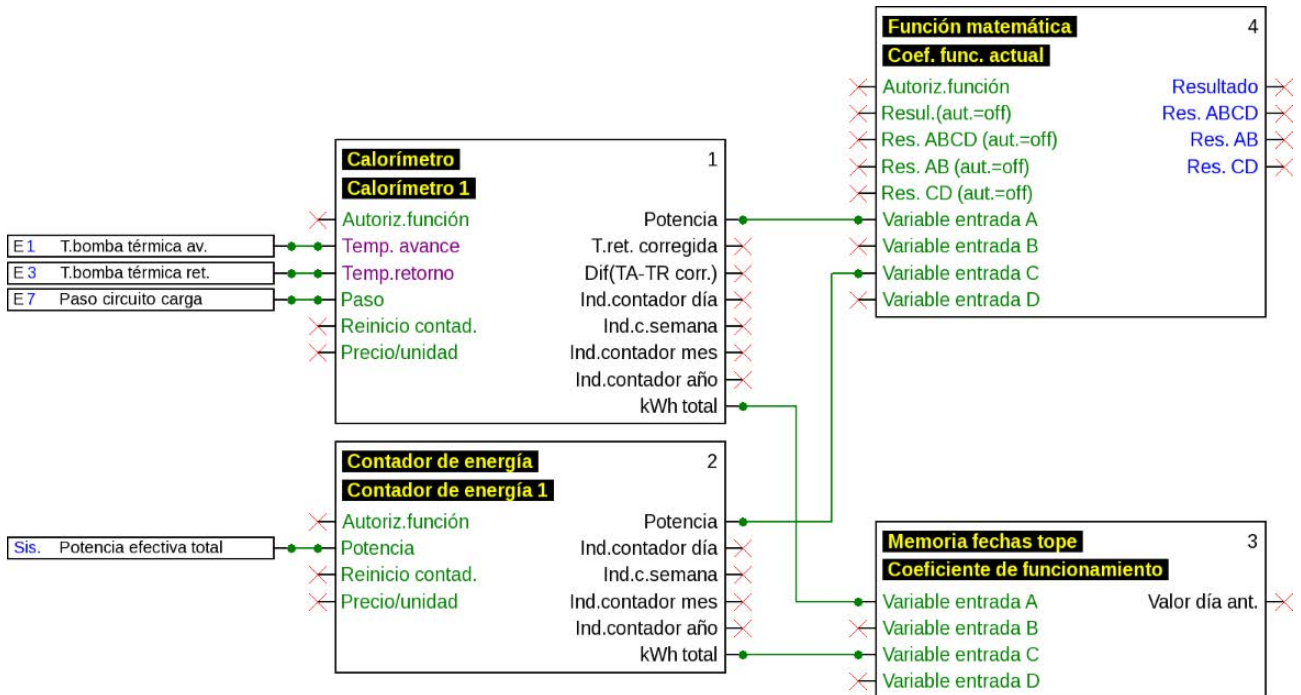 Función matemática 4
Coef. func. actual
Autoriz.función Resultado
Resul.(aut.=off) Res. ABCD
Res. ABCD (aut.=off) Res. AB
Res. AB (aut.=off) Res. CD
Res. CD (aut.=off)
Variable entrada A
Variable entrada B
Variable entrada C
Variable entrada D
Calorímetro 1
Calorímetro 1
Autoriz.función Potencia
E 1 T.bomba térmica av. Temp. avance T.ret. corregida
E 3 T.bomba térmica ret. Temp.retorno Dif(TA-TR corr.)
E 7 Paso circuito carga Paso Ind.contador día
Reinicio contad. Ind.c.semana
Precio/unidad Ind.contador mes
Ind.contador año
kWh total
Contador de energía 2
Contador de energía 1
Autoriz.función Potencia
Sis. Potencia efectiva total Potencia Ind.contador día
Reinicio contad. Ind.c.semana
Precio/unidad Ind.contador mes
Ind.contador año
kWh total
Memoria fechas tope 3
Coeficiente de funcionamiento
Variable entrada A Valor día ant.
Variable entrada B
Variable entrada C
Variable entrada D